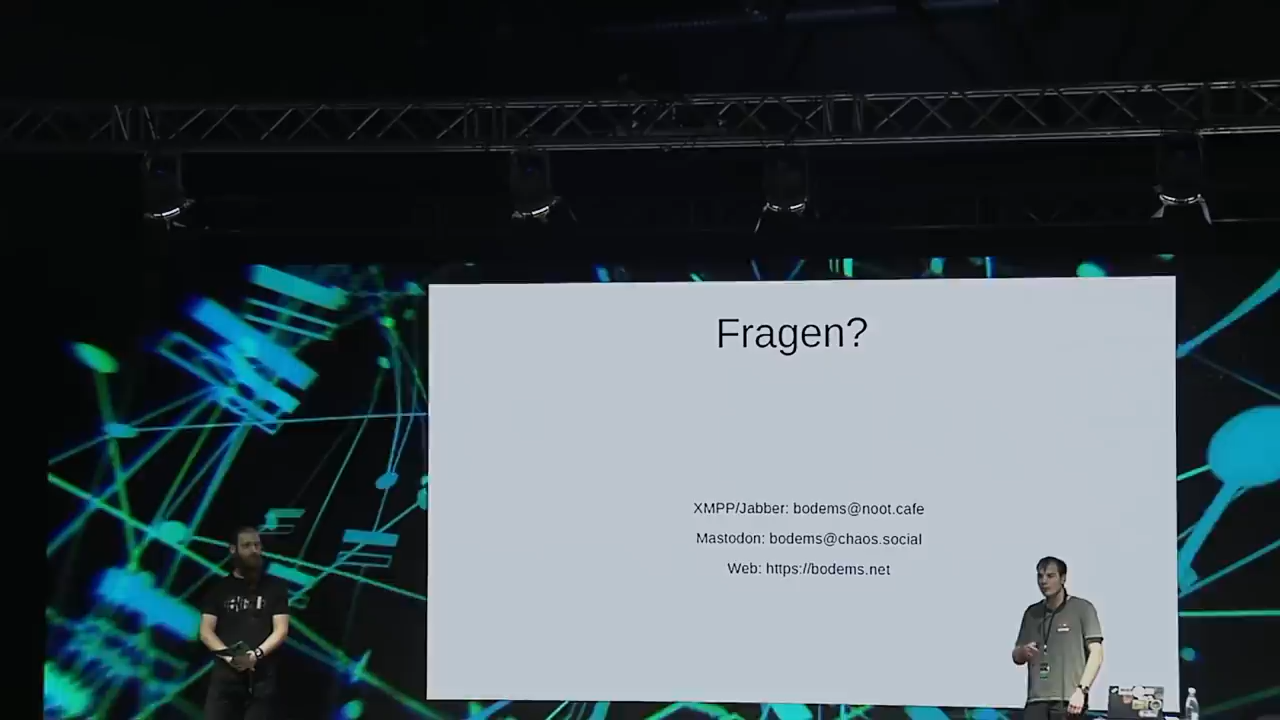 Fragen?
XMPP/Jabber: bodems@noot.cafe
Mastodon: bodems@chaos.social
Web: https://bodems.net